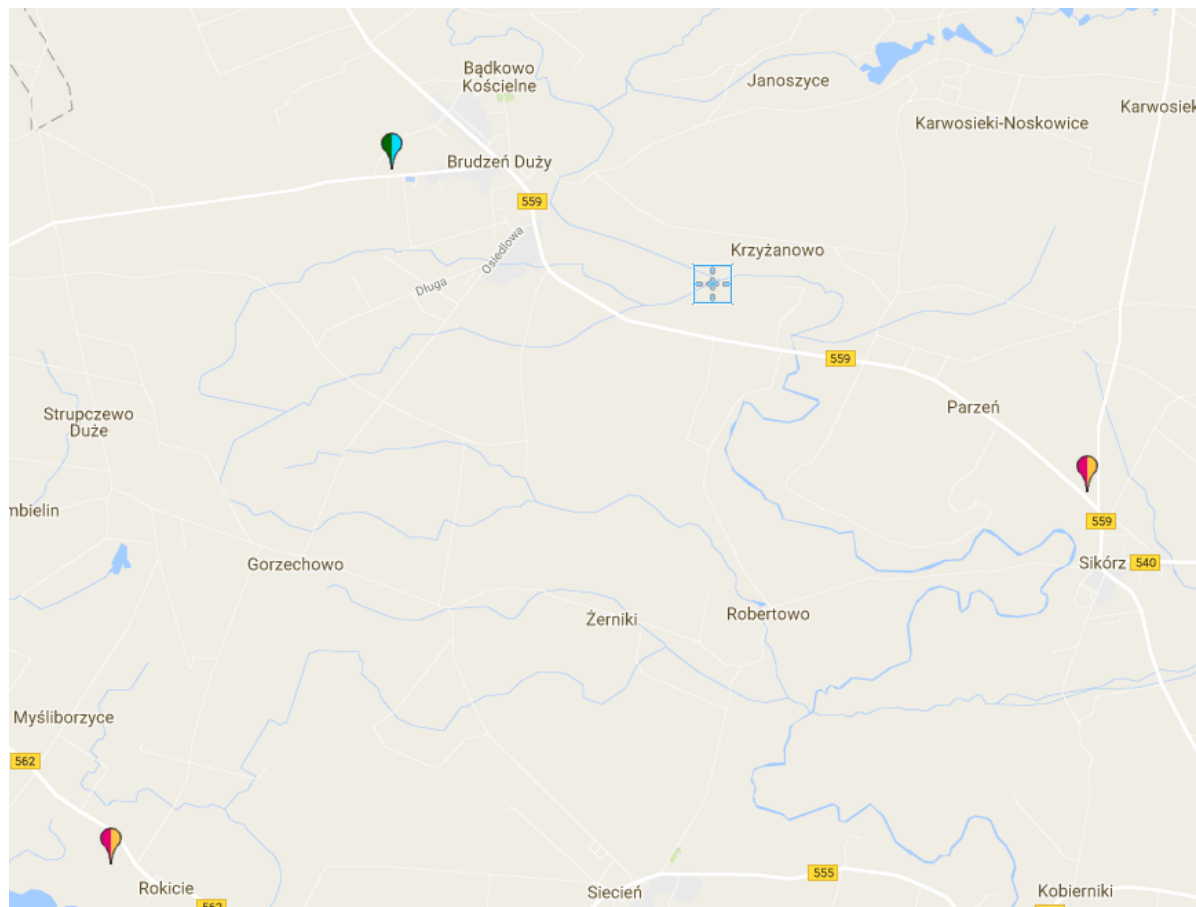 Bądkowo
Kościelne
Janoszyce
Karwosiek
Karwosieki-Noskowice
Brudzeń Duży
559
Osiedlowa
Krzyżanowo
Długa
559
Parzeń
Strupczewo
Duże
mbielin
559
Gorzechowo
Sikórz
540
Żerniki
Robertowo
Myśliborzyce
562
555
Rokicie
Siecień
Kobierniki
562